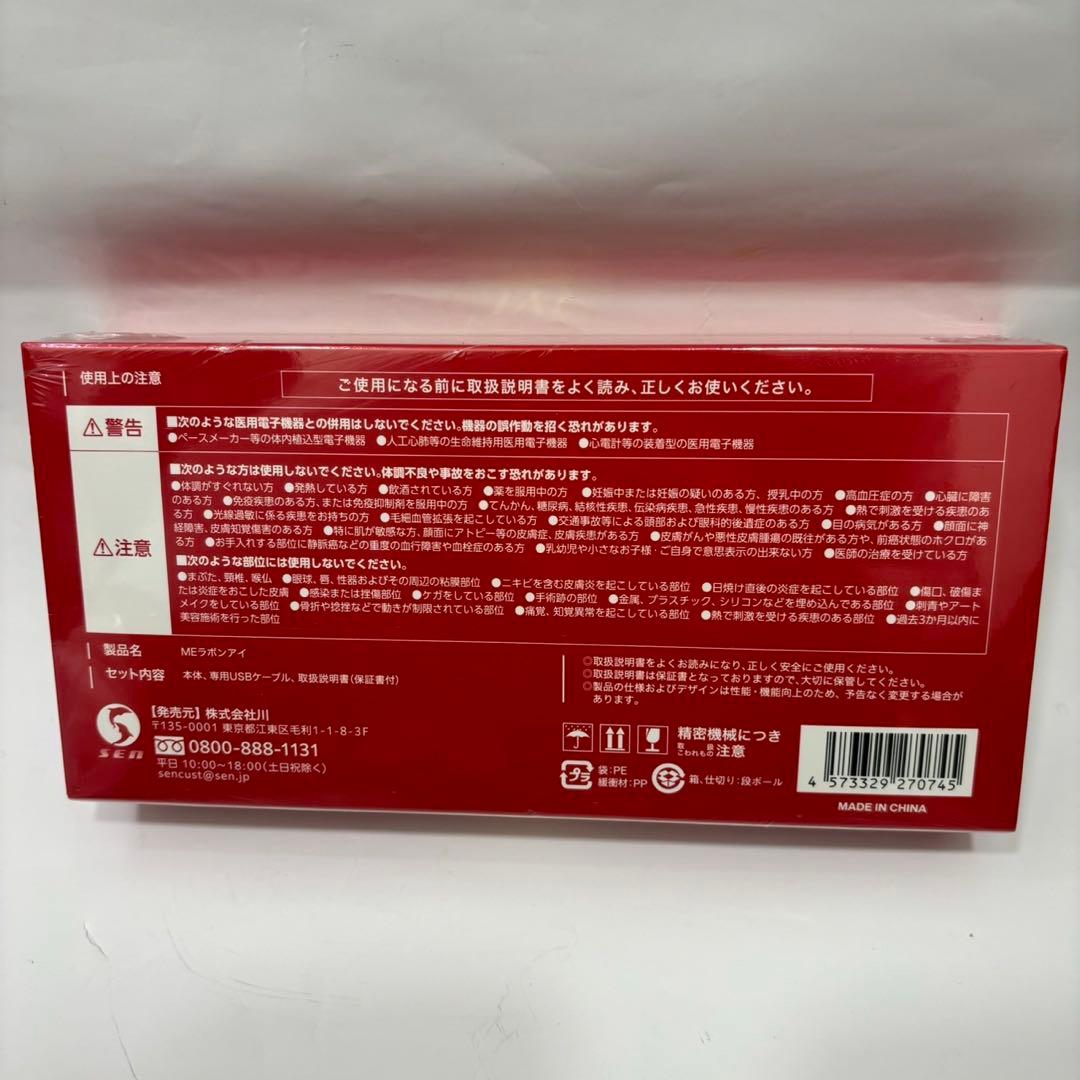 使用上の注意
ご使用になる前に取扱説明書をよく読み、正しくお使いください。
⚠警告
■次のような医用電子機器との併用はしないでください。機器の誤作動を招く恐れがあります。
●ペースメーカー等の体内植込型電子機器 ●人工心肺等の生命維持用医用電子機器 ●心電計等の装着型の医用電子機器
⚠注意
■次のような方は使用しないでください。体調不良や事故をおこす恐れがあります。
●体調がすぐれない方 ●発熱している方 ●飲酒されている方 ●薬を服用中の方 ●妊娠中または妊娠の疑いのある方、授乳中の方 ●高血圧症の方 ●心臓に障害
のある方 ●免疫疾患のある方、または免疫抑制剤を服用中の方 ●てんかん、糖尿病、結核性疾患、伝染病疾患、急性疾患、慢性疾患のある方 ●熱で刺激を受ける疾患のあ
る方 ●光線過敏に係る疾患をお持ちの方 ●毛細血管拡張を起こしている方 ●交通事故等による頭部および眼科的後遺症のある方 ●目の病気がある方 ●顔面に神
経障害、皮膚知覚傷害のある方 ●特に肌が敏感な方、顔面にアトピー等の皮膚症、皮膚疾患がある方 ●皮膚がんや悪性皮膚腫瘍の既往がある方や、前癌状態のホクロがあ
る方 ●お手入れする部位に静脈瘤などの重度の血行障害や血栓症のある方 ●乳幼児や小さなお子様・ご自身で意思表示の出来ない方 ●医師の治療を受けている方
■次のような部位には使用しないでください。
●まぶた、頸椎、喉仏 ●眼球、唇、性器およびその周辺の粘膜部位 ●ニキビを含む皮膚炎を起こしている部位 ●日焼け直後の炎症を起こしている部位 ●傷口、破傷ま
たは炎症をおこした皮膚 ●感染または挫傷部位 ●ケガをしている部位 ●手術跡の部位 ●金属、プラスチック、シリコンなどを埋め込んである部位 ●刺青やアート
メイクをしている部位 ●骨折や捻挫などで動きが制限されている部位 ●痛覚、知覚異常を起こしている部位 ●熱で刺激を受ける疾患のある部位 ●過去3か月以内に
美容施術を行った部位
製品名 MEラボンアイ
セット内容 本体、専用USBケーブル、取扱説明書(保証書付)
◎取扱説明書をよくお読みになり、正しく安全にご使用ください。
◎取扱説明書は保証書となっておりますので、大切に保管してください。
◎製品の仕様およびデザインは性能・機能向上のため、予告なく変更する場合が
あります。
SEN
【発売元】株式会社川
〒135-0001 東京都江東区毛利1-1-8-3F
0800-888-1131
平日 10:00~18:00(土日祝除く)
sencust@sen.jp
精密機械につき
取扱注意
こわれもの
プラ
袋:PE
緩衝材:PP
箱、仕切り:段ボール
4 573329 270745
MADE IN CHINA